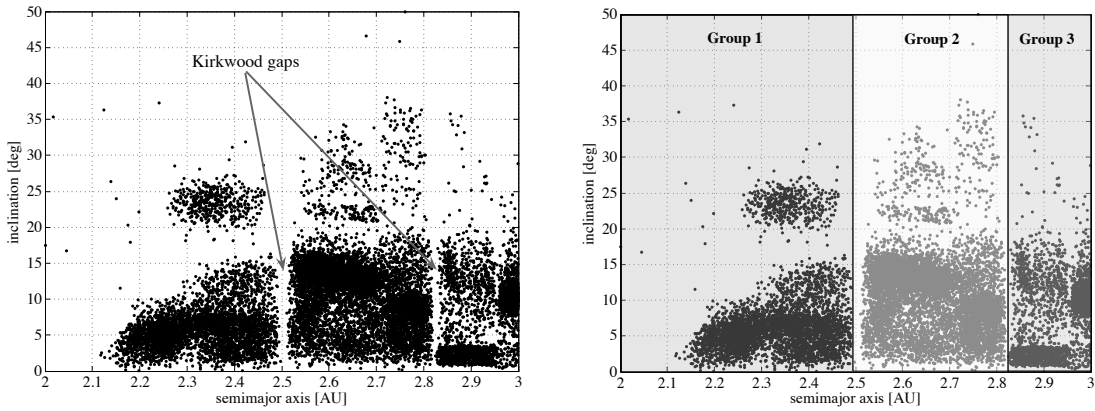 50
45
40
35
30
25
20
15
10
5
0
inclination [deg]
Kirkwood gaps
2 2.1 2.2 2.3 2.4 2.5 2.6 2.7 2.8 2.9 3
semimajor axis [AU]
50
45
40
35
30
25
20
15
10
5
0
inclination [deg]
Group 1 Group 2 Group 3
2 2.1 2.2 2.3 2.4 2.5 2.6 2.7 2.8 2.9 3
semimajor axis [AU]